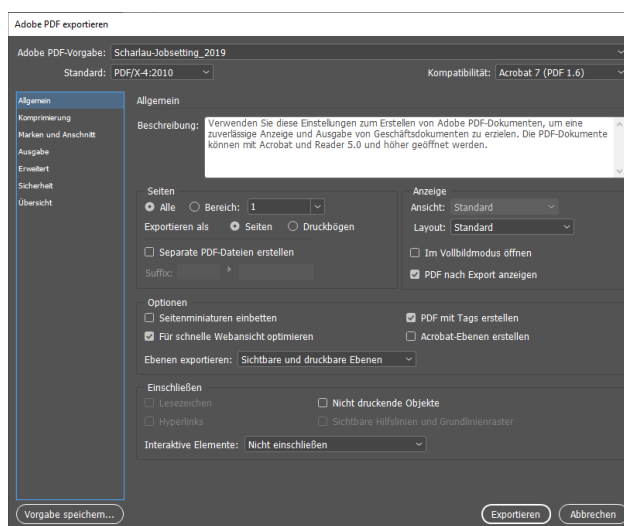 Adobe PDF exportieren
Adobe PDF-Vorgabe: Scharlau-Jobsetting_2019
Standard: PDF/X-4:2010 Kompatibilität: Acrobat 7 (PDF 1.6)
Allgemein
Komprimierung
Marken und Anschnitt
Ausgabe
Erweitert
Sicherheit
Übersicht
Allgemein
Beschreibung: Verwenden Sie diese Einstellungen zum Erstellen von Adobe PDF-Dokumenten, um eine
zuverlässige Anzeige und Ausgabe von Geschäftsdokumenten zu erzielen. Die PDF-Dokumente
können mit Acrobat und Reader 5.0 und höher geöffnet werden.
Seiten
Alle Bereich: 1
Exportieren als Seiten Druckbögen
Separate PDF-Dateien erstellen
Suffix:
Anzeige
Ansicht: Standard
Layout: Standard
Im Vollbildmodus öffnen
PDF nach Export anzeigen
Optionen
Seitenminiaturen einbetten PDF mit Tags erstellen
Für schnelle Webansicht optimieren Acrobat-Ebenen erstellen
Ebenen exportieren: Sichtbare und druckbare Ebenen
Einschließen
Lesezeichen Nicht druckende Objekte
Hyperlinks Sichtbare Hilfslinien und Grundlinienraster
Interaktive Elemente: Nicht einschließen
Vorgabe speichern... Exportieren Abbrechen